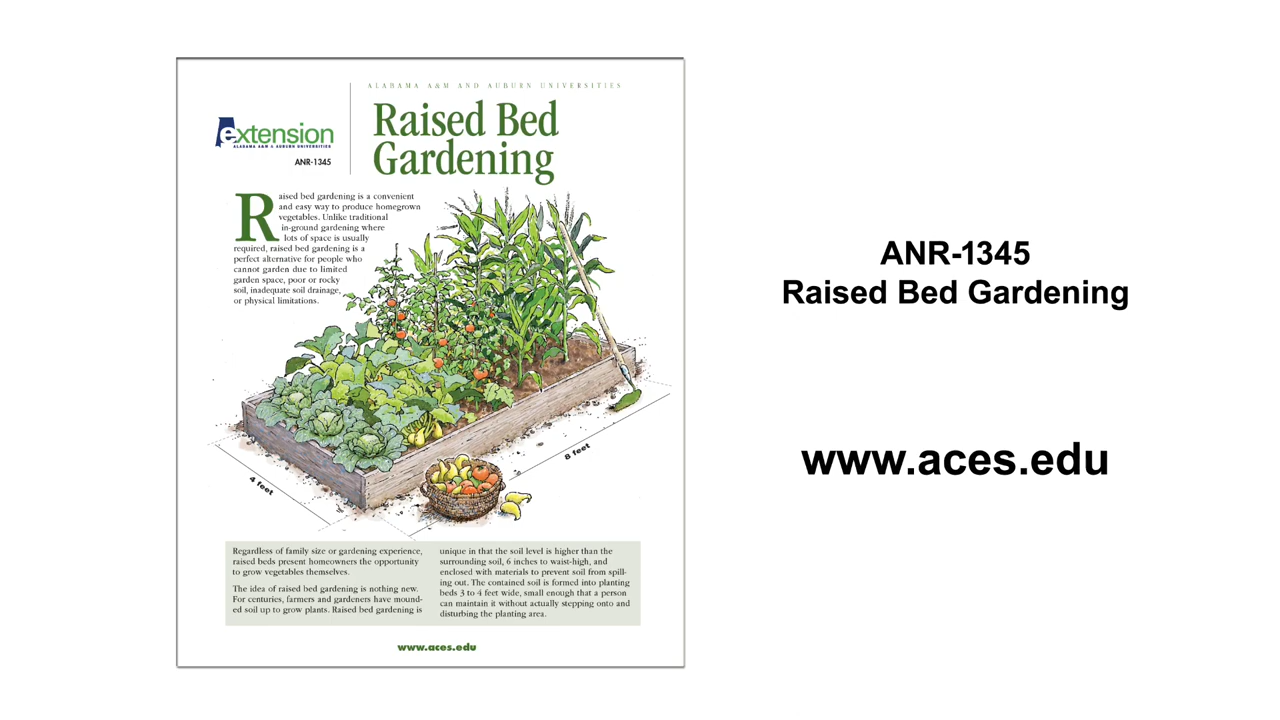 ALABAMA A&M AND AUBURN UNIVERSITIES
Raised Bed
Gardening
extension
ALABAMA A&M & AUBURN UNIVERSITIES
ANR-1345
Raised bed gardening is a convenient
and easy way to produce homegrown
vegetables. Unlike traditional
in-ground gardening where
lots of space is usually
required, raised bed gardening is a
perfect alternative for people who
cannot garden due to limited
garden space, poor or rocky
soil, inadequate soil drainage,
or physical limitations.
4 feet
8 feet
Regardless of family size or gardening experience,
raised beds present homeowners the opportunity
to grow vegetables themselves.
The idea of raised bed gardening is nothing new.
For centuries, farmers and gardeners have mound-
ed soil up to grow plants. Raised bed gardening is
unique in that the soil level is higher than the
surrounding soil, 6 inches to waist-high, and
enclosed with materials to prevent soil from spill-
ing out. The contained soil is formed into planting
beds 3 to 4 feet wide, small enough that a person
can maintain it without actually stepping onto and
disturbing the planting area.
www.aces.edu
ANR-1345
Raised Bed Gardening
www.aces.edu